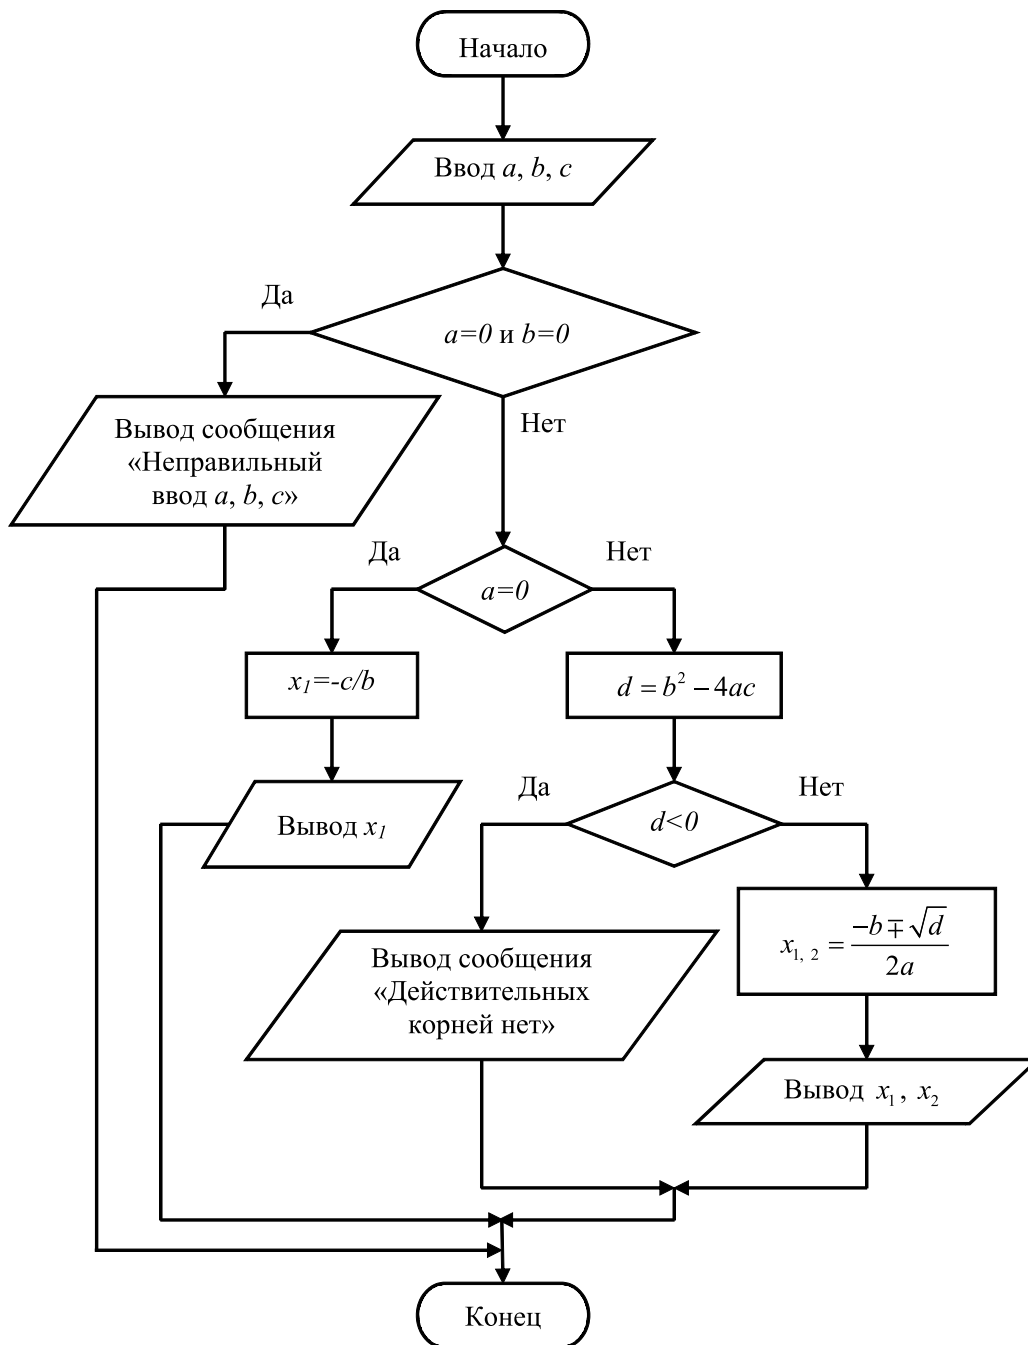 Начало
Ввод a, b, c
Да
a=0 и b=0
Нет
Вывод сообщения
«Неправильный
ввод a, b, c»
Да
Нет
a=0
x₁=-c/b
d = b² − 4ac
Вывод x₁
Да
Нет
d<0
Вывод сообщения
«Действительных
корней нет»
x₁, ₂ = (−b ∓ √d) / 2a
Вывод x₁, x₂
Конец